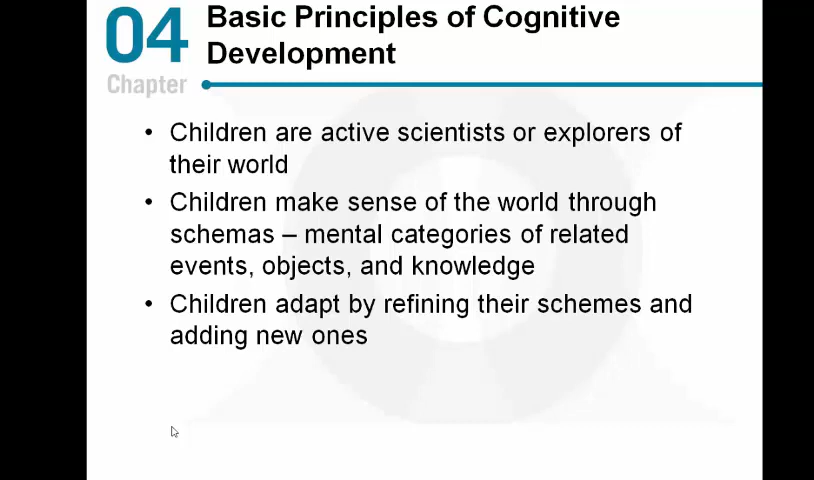 04
Chapter
Basic Principles of Cognitive
Development
• Children are active scientists or explorers of
their world
• Children make sense of the world through
schemas – mental categories of related
events, objects, and knowledge
• Children adapt by refining their schemes and
adding new ones